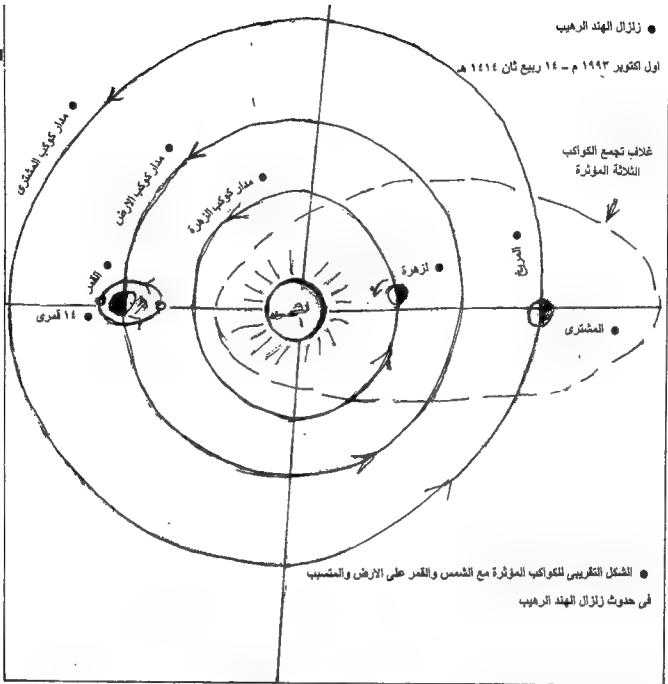 ● زلزال الهند الرهيب
اول اكتوبر ١٩٩٣ م – ١٤ ربيع ثان ١٤١٤ هـ
غلاف تجمع الكواكب
الثلاثة المؤثرة
● مدار كوكب المشترى
● مدار كوكب الارض
● مدار كوكب الزهرة
● المريخ
● لزهرة
● القمر
● ١٤ قمرى
● المشترى
● الشكل التقريبى للكواكب المؤثرة مع الشمس والقمر على الارض والمتسبب
فى حدوث زلزال الهند الرهيب